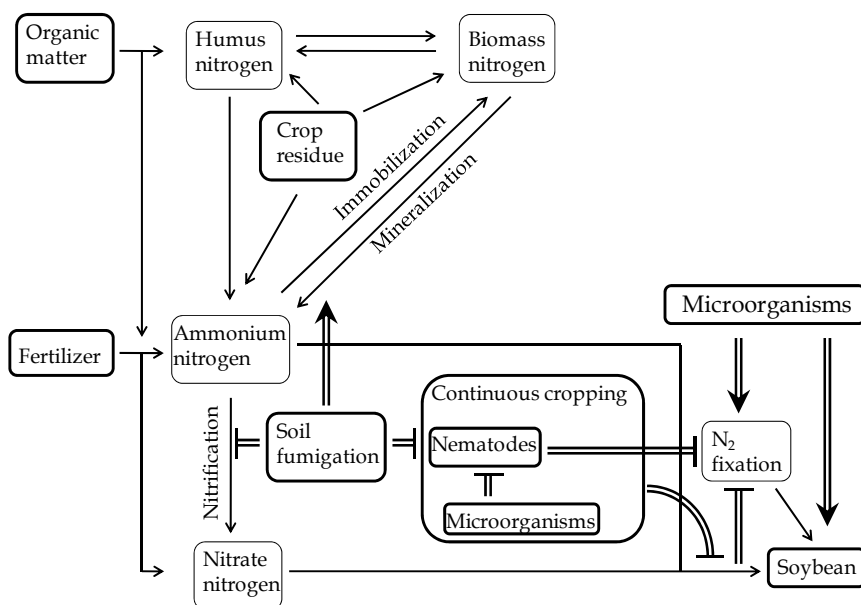 Organic
matter
Humus
nitrogen
Biomass
nitrogen
Crop
residue
Immobilization
Mineralization
Microorganisms
Fertilizer
Ammonium
nitrogen
Continuous cropping
Nitrification
Soil
fumigation
Nematodes
N₂
fixation
Microorganisms
Nitrate
nitrogen
Soybean